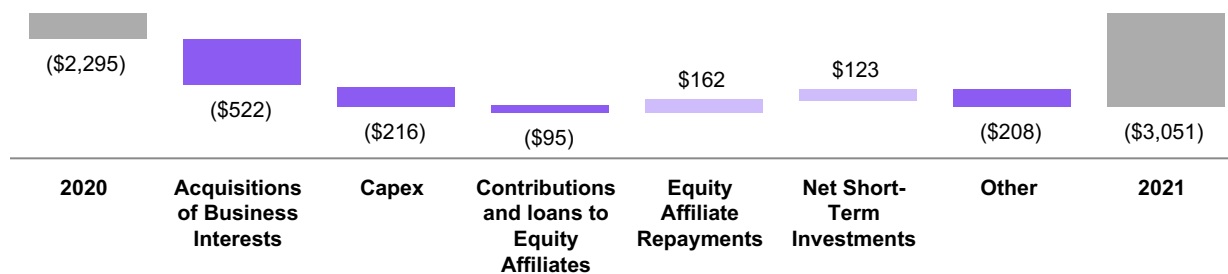 ($2,295)
($522)
($216)
($95)
$162
$123
($208)
($3,051)
2020
Acquisitions
of Business
Interests
Capex
Contributions
and loans to
Equity
Affiliates
Equity
Affiliate
Repayments
Net Short-
Term
Investments
Other
2021